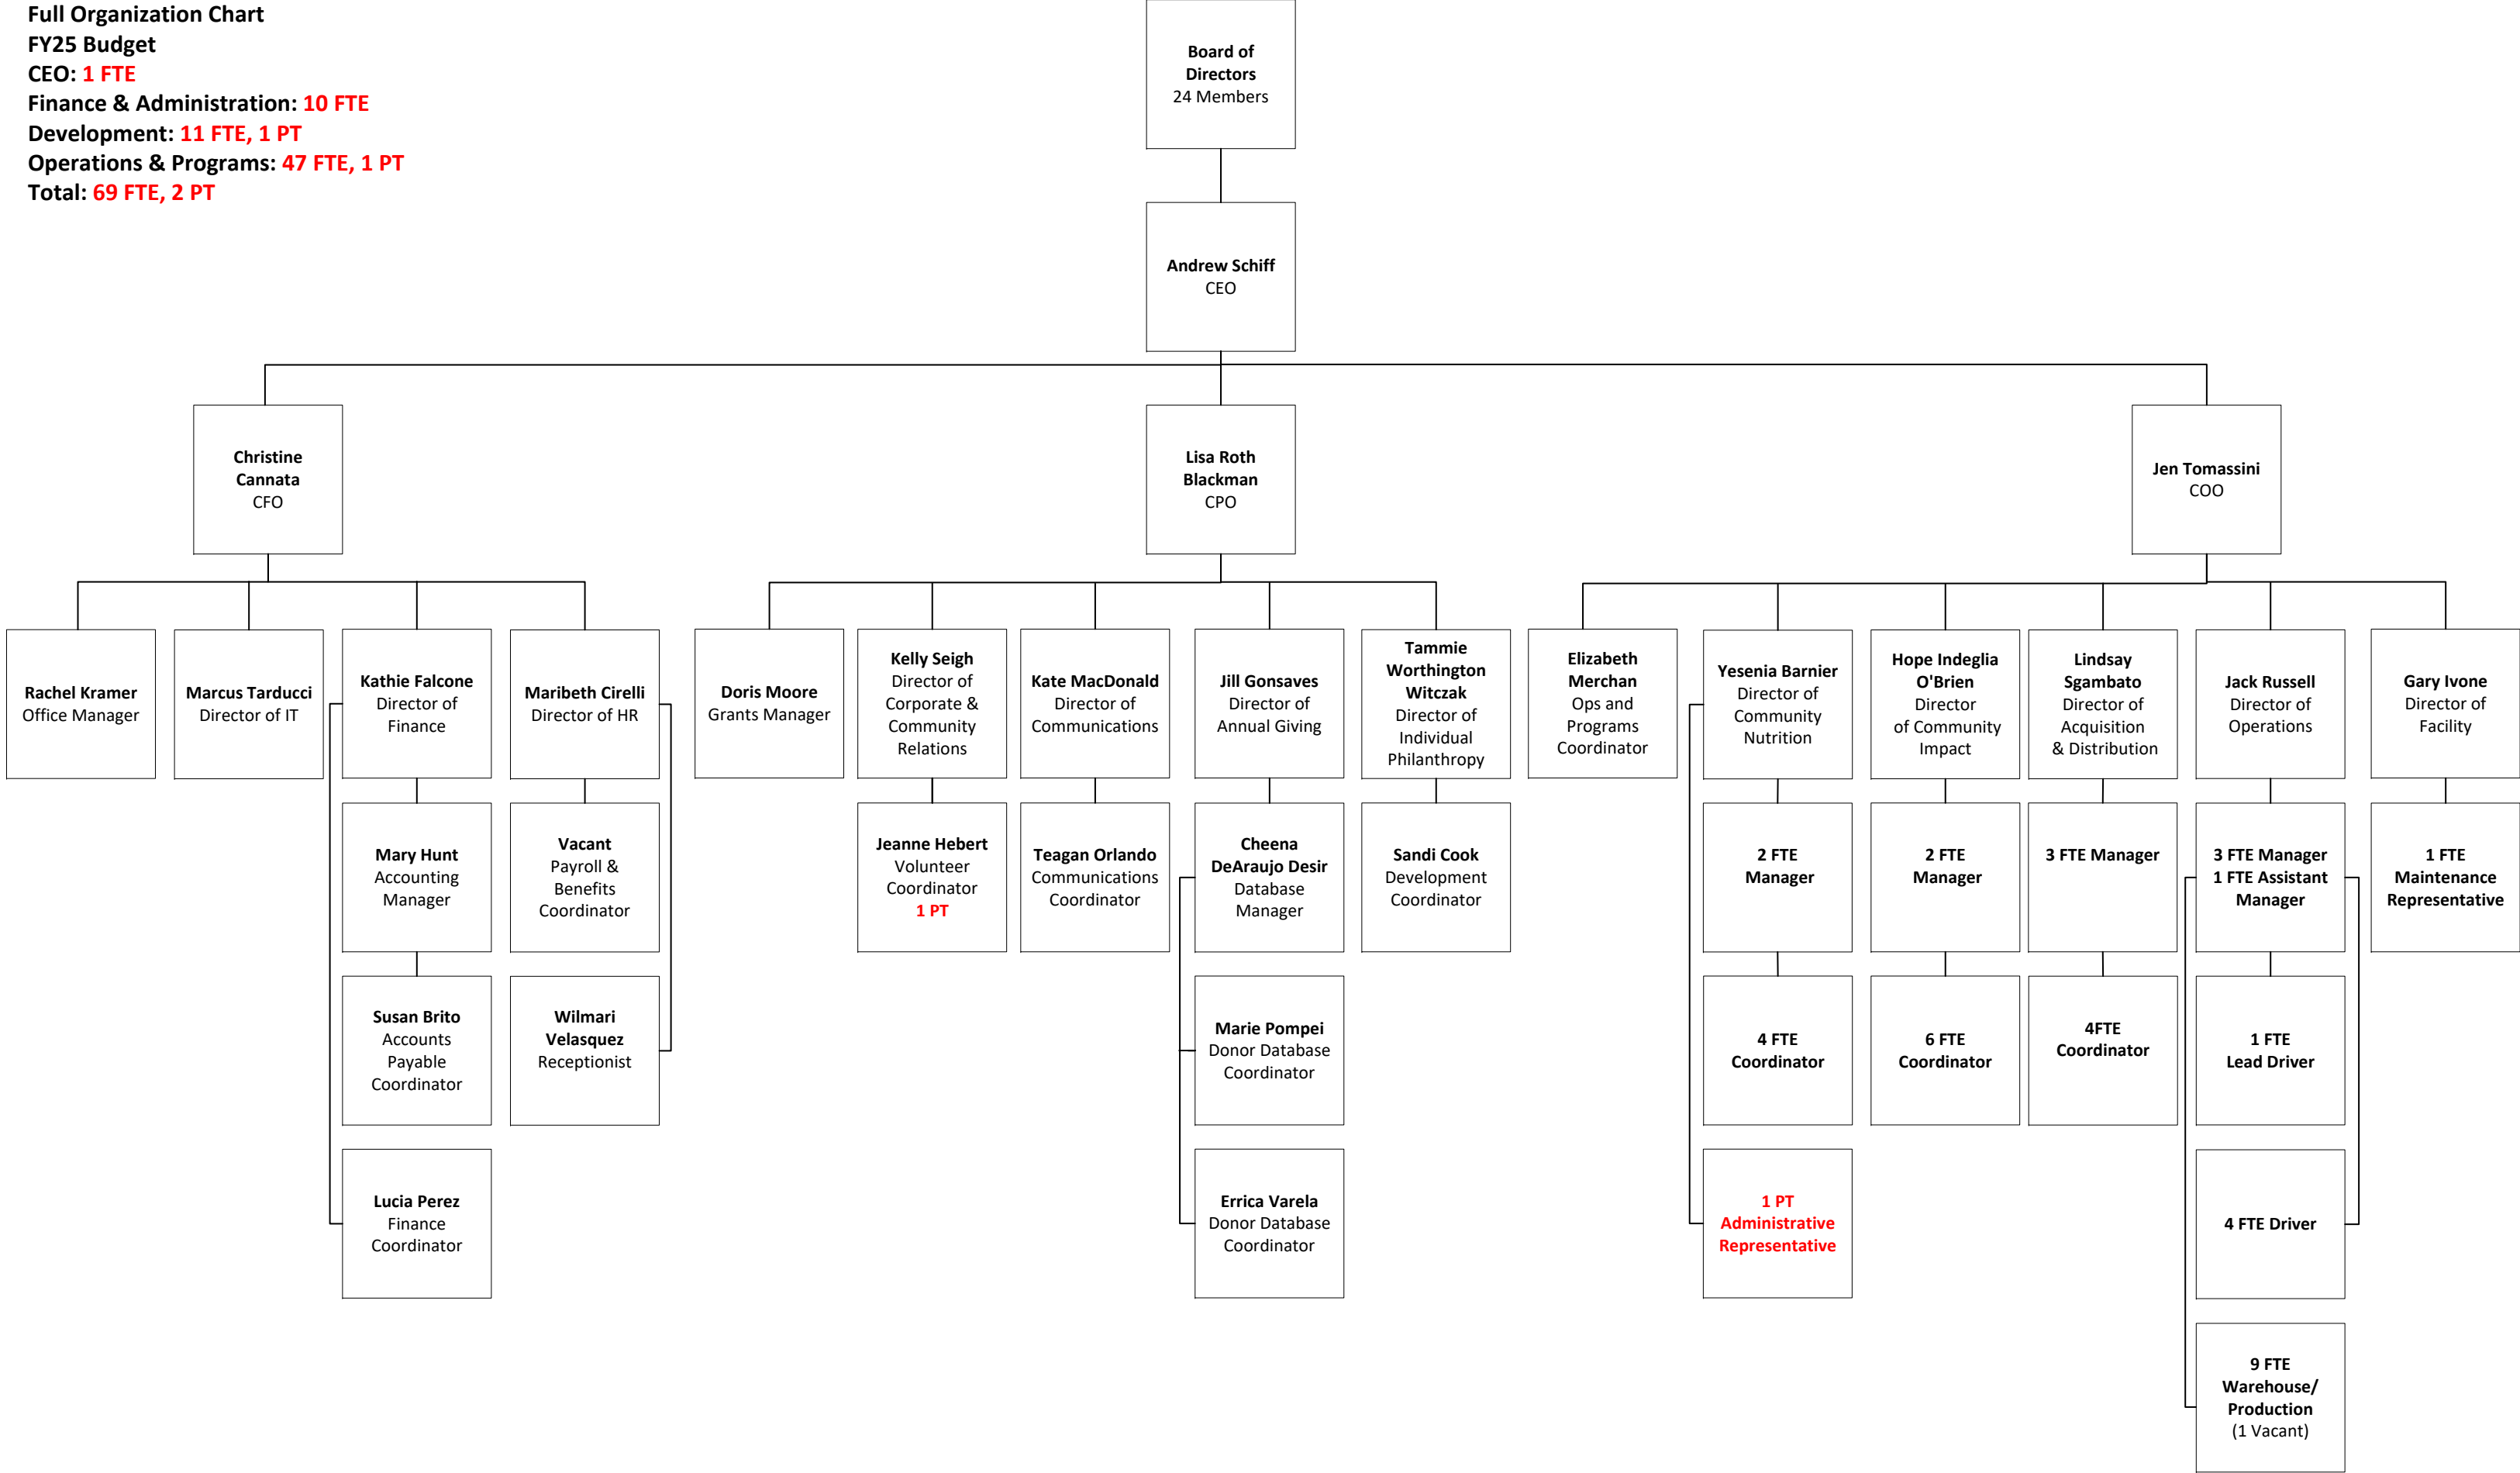 Full Organization Chart
FY25 Budget
CEO: 1 FTE
Finance & Administration: 10 FTE
Development: 11 FTE, 1 PT
Operations & Programs: 47 FTE, 1 PT
Total: 69 FTE, 2 PT
Board of
Directors
24 Members
Andrew Schiff
CEO
Christine
Cannata
CFO
Lisa Roth
Blackman
CPO
Jen Tomassini
COO
Rachel Kramer
Office Manager
Marcus Tarducci
Director of IT
Kathie Falcone
Director of
Finance
Maribeth Cirelli
Director of HR
Doris Moore
Grants Manager
Kelly Seigh
Director of
Corporate &
Community
Relations
Kate MacDonald
Director of
Communications
Jill Gonsaves
Director of
Annual Giving
Tammie
Worthington
Witczak
Director of
Individual
Philanthropy
Elizabeth
Merchan
Ops and
Programs
Coordinator
Yesenia Barnier
Director of
Community
Nutrition
Hope Indeglia
O'Brien
Director
of Community
Impact
Lindsay
Sgambato
Director of
Acquisition
& Distribution
Jack Russell
Director of
Operations
Gary Ivone
Director of
Facility
Mary Hunt
Accounting
Manager
Vacant
Payroll &
Benefits
Coordinator
Jeanne Hebert
Volunteer
Coordinator
1 PT
Teagan Orlando
Communications
Coordinator
Cheena
DeAraujo Desir
Database
Manager
Sandi Cook
Development
Coordinator
2 FTE
Manager
2 FTE
Manager
3 FTE Manager
3 FTE Manager
1 FTE Assistant
Manager
1 FTE
Maintenance
Representative
Susan Brito
Accounts
Payable
Coordinator
Wilmari
Velasquez
Receptionist
Marie Pompei
Donor Database
Coordinator
4 FTE
Coordinator
6 FTE
Coordinator
4FTE
Coordinator
1 FTE
Lead Driver
Lucia Perez
Finance
Coordinator
Errica Varela
Donor Database
Coordinator
1 PT
Administrative
Representative
4 FTE Driver
9 FTE
Warehouse/
Production
(1 Vacant)